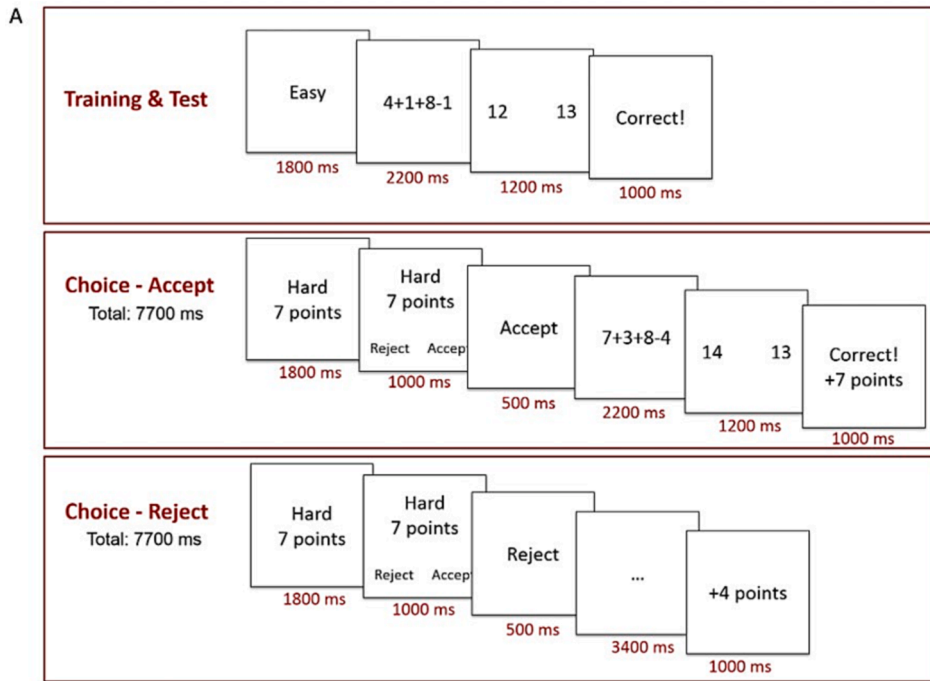 A
Training & Test
Easy
1800 ms
4+1+8-1
2200 ms
12 13
1200 ms
Correct!
1000 ms
Choice - Accept
Total: 7700 ms
Hard
7 points
1800 ms
Hard
7 points
Reject Accept
1000 ms
Accept
500 ms
7+3+8-4
2200 ms
14 13
1200 ms
Correct!
+7 points
1000 ms
Choice - Reject
Total: 7700 ms
Hard
7 points
1800 ms
Hard
7 points
Reject Accept
1000 ms
Reject
500 ms
...
3400 ms
+4 points
1000 ms